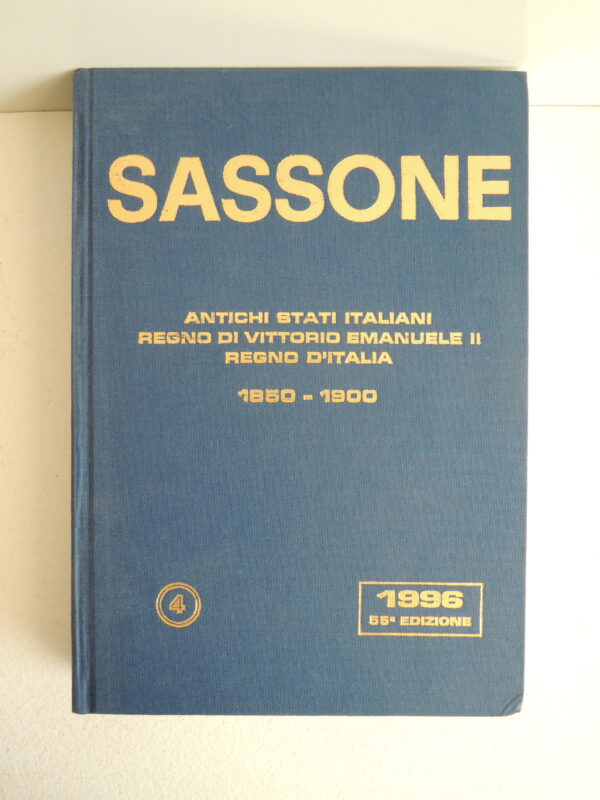 SASSONE
ANTICHI STATI ITALIANI
REGNO DI VITTORIO EMANUELE II
REGNO D'ITALIA
1850 - 1900
4
1996
55ª EDIZIONE